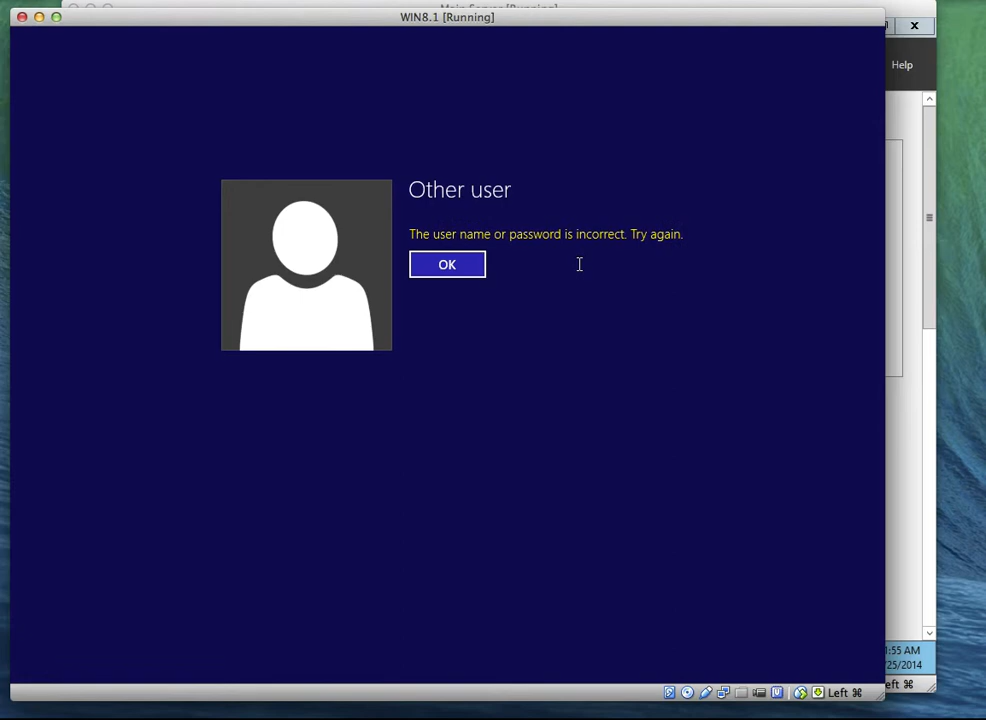 WIN8.1 [Running]
Help
Other user
The user name or password is incorrect. Try again.
OK
:55 AM
/25/2014
eft ⌘
Left ⌘